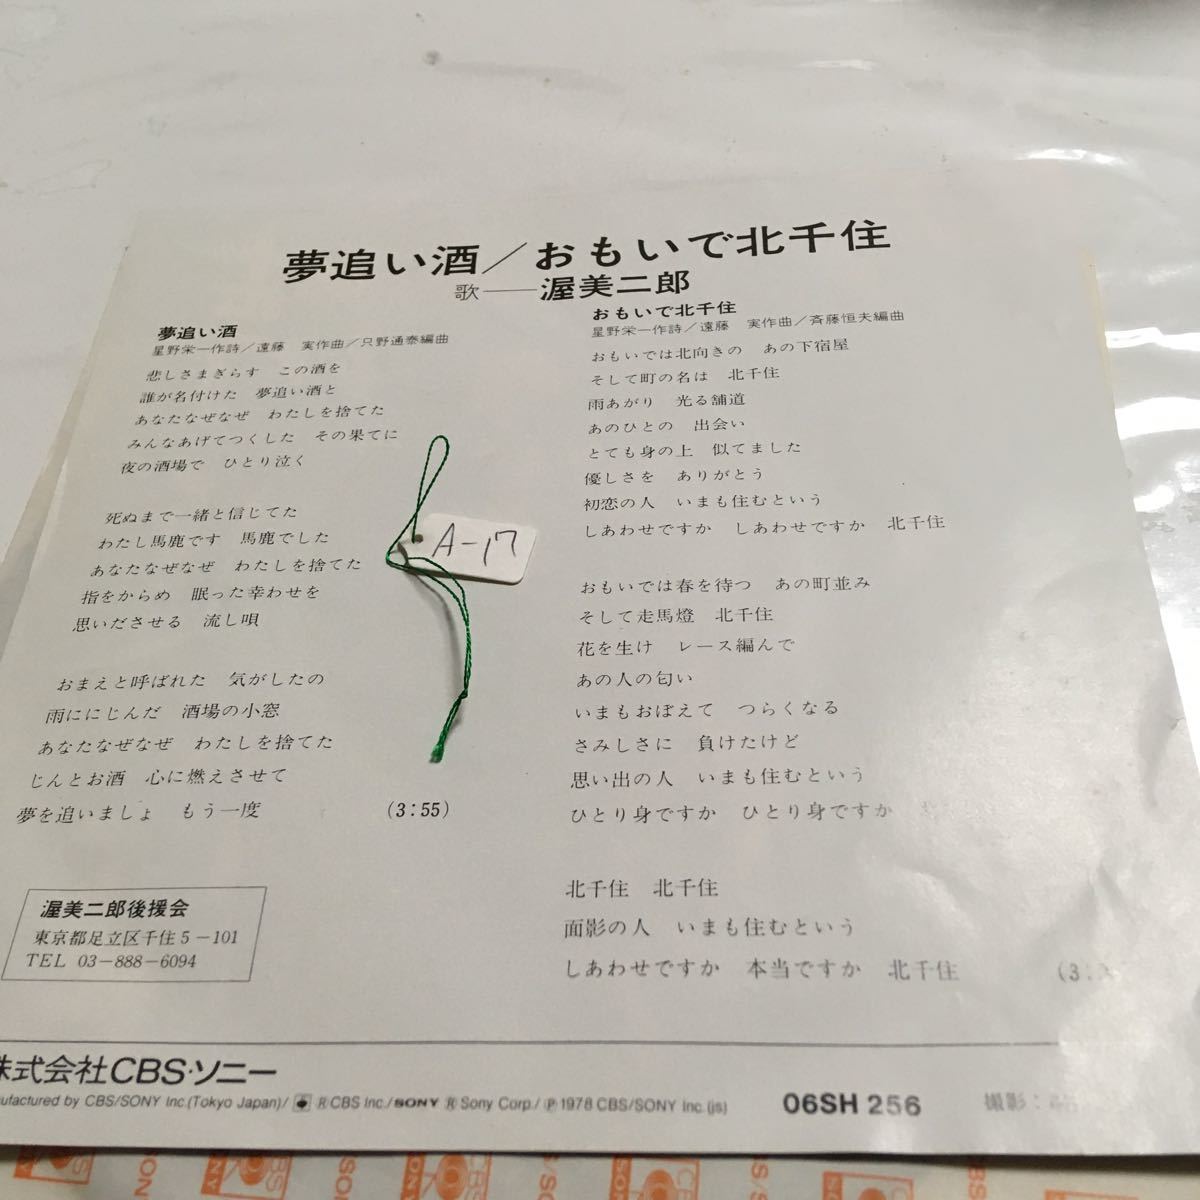 夢追い酒／おもいで北千住
歌──渥美二郎
夢追い酒
星野栄一作詩／遠藤　実作曲／只野通泰編曲
悲しさまぎらす　この酒を
誰が名付けた　夢追い酒と
あなたなぜなぜ　わたしを捨てた
みんなあげてつくした　その果てに
夜の酒場で　ひとり泣く
死ぬまで一緒と信じてた
わたし馬鹿です　馬鹿でした
あなたなぜなぜ　わたしを捨てた
指をからめ　眠った幸わせを
思いださせる　流し唄
おまえと呼ばれた　気がしたの
雨ににじんだ　酒場の小窓
あなたなぜなぜ　わたしを捨てた
じんとお酒　心に燃えさせて
夢を追いましょ　もう一度　(3:55)
おもいで北千住
星野栄一作詩／遠藤　実作曲／斉藤恒夫編曲
おもいでは北向きの　あの下宿屋
そして町の名は　北千住
雨あがり　光る舗道
あのひとの　出会い
とても身の上　似てました
優しさを　ありがとう
初恋の人　いまも住むという
しあわせですか　しあわせですか　北千住
おもいでは春を待つ　あの町並み
そして走馬燈　北千住
花を生け　レース編んで
あの人の匂い
いまもおぼえて　つらくなる
さみしさに　負けたけど
思い出の人　いまも住むという
ひとり身ですか　ひとり身ですか
北千住　北千住
面影の人　いまも住むという
しあわせですか　本当ですか　北千住　(3:
A-17
渥美二郎後援会
東京都足立区千住5-101
TEL 03-888-6094
株式会社CBS・ソニー
ufactured by CBS/SONY Inc.(Tokyo Japan)/ ® CBS Inc./SONY ® Sony Corp./℗ 1978 CBS/SONY Inc.(js)
06SH 256
撮影：